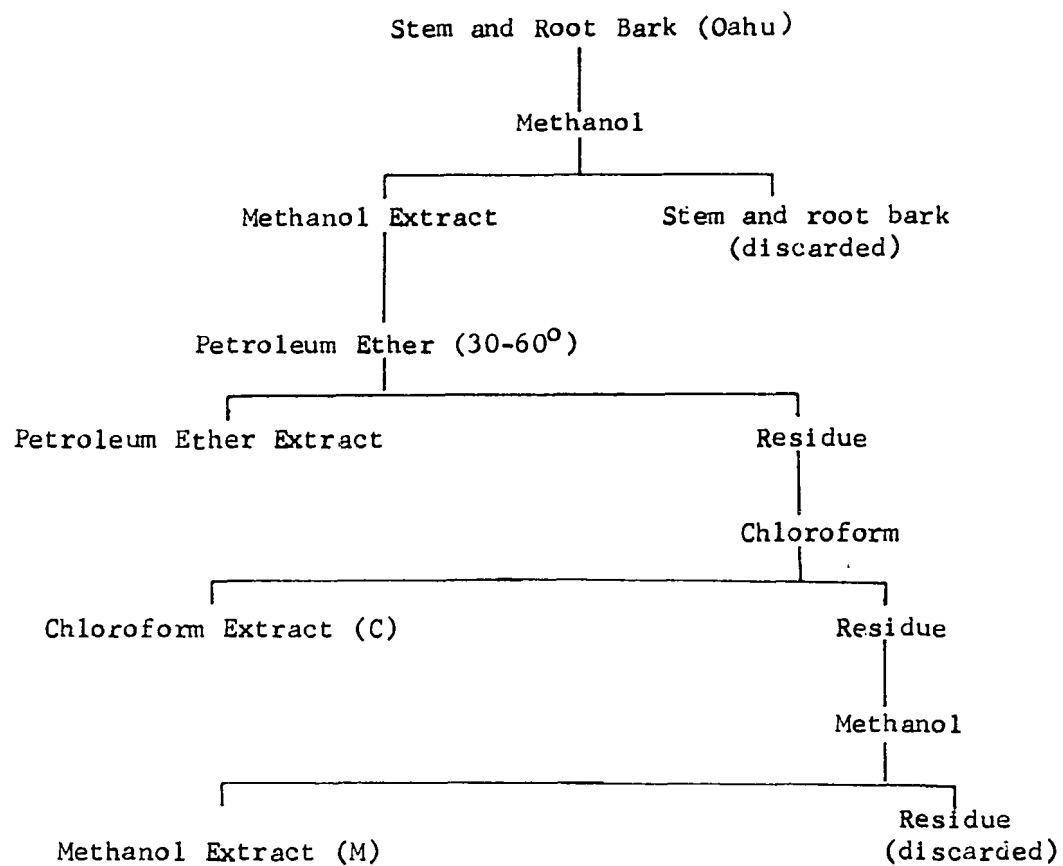 Stem and Root Bark (Oahu)
Methanol
Methanol Extract
Stem and root bark
(discarded)
Petroleum Ether (30-60°)
Petroleum Ether Extract
Residue
Chloroform
Chloroform Extract (C)
Residue
Methanol
Methanol Extract (M)
Residue
(discarded)